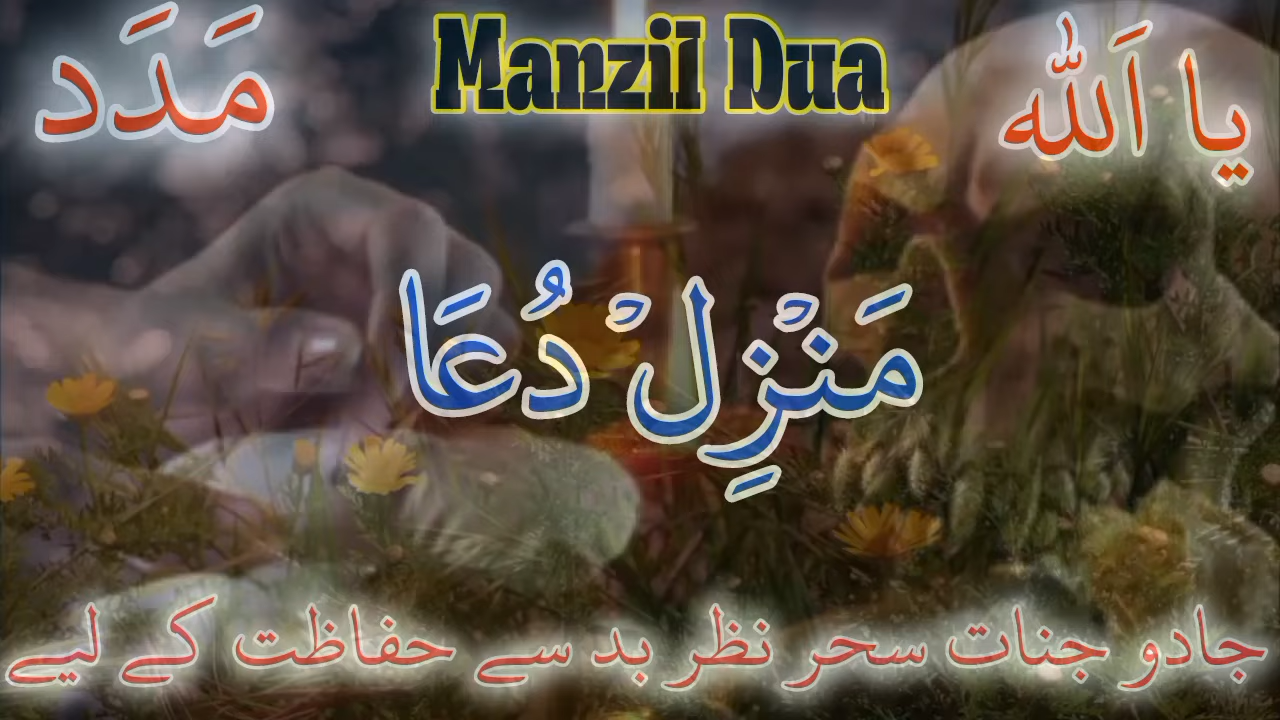 Manzil Dua
یا اَللّٰه
مَدَد
مَنْزِلْ دُعَا
جادو جنات سحر نظر بد سے حفاظت کے لیے